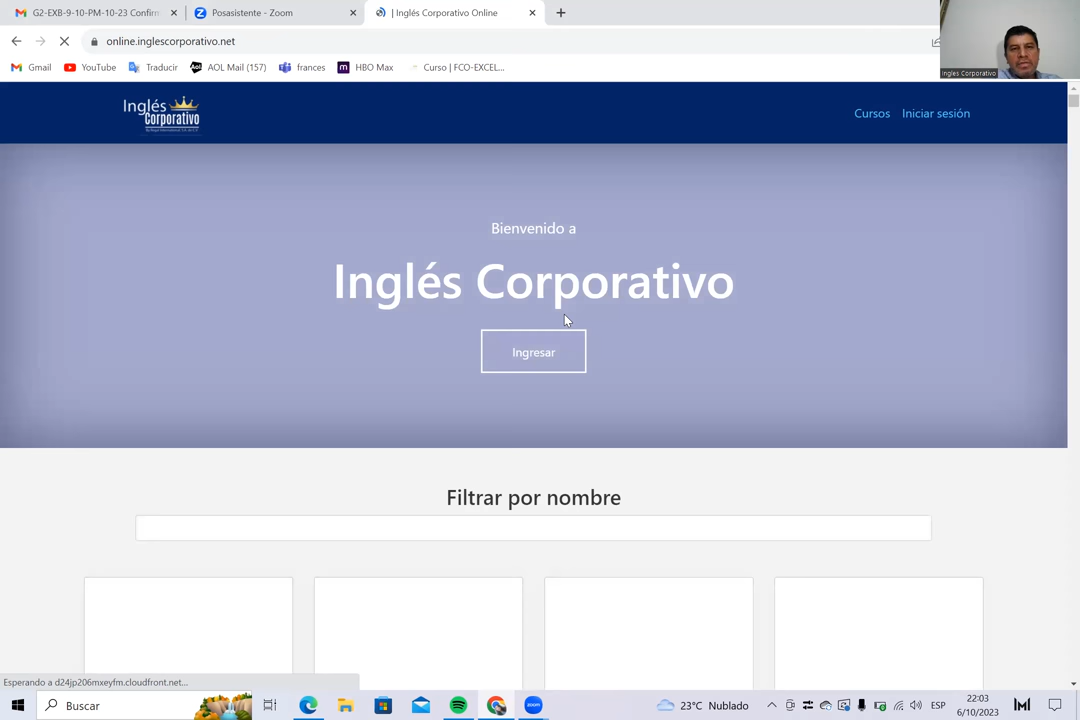 G2-EXB-9-10-PM-10-23 Confirm
Posasistente - Zoom
| Inglés Corporativo Online
online.inglescorporativo.net
Gmail
YouTube
Traducir
AOL Mail (157)
frances
HBO Max
Curso | FCO-EXCEL...
Ingles Corporativo
Inglés
Corporativo
Cursos
Iniciar sesión
Bienvenido a
Inglés Corporativo
Ingresar
Filtrar por nombre
Esperando a d24jp206mxeyfm.cloudfront.net...
Buscar
zoom
23°C Nublado
ESP
22:03
6/10/2023